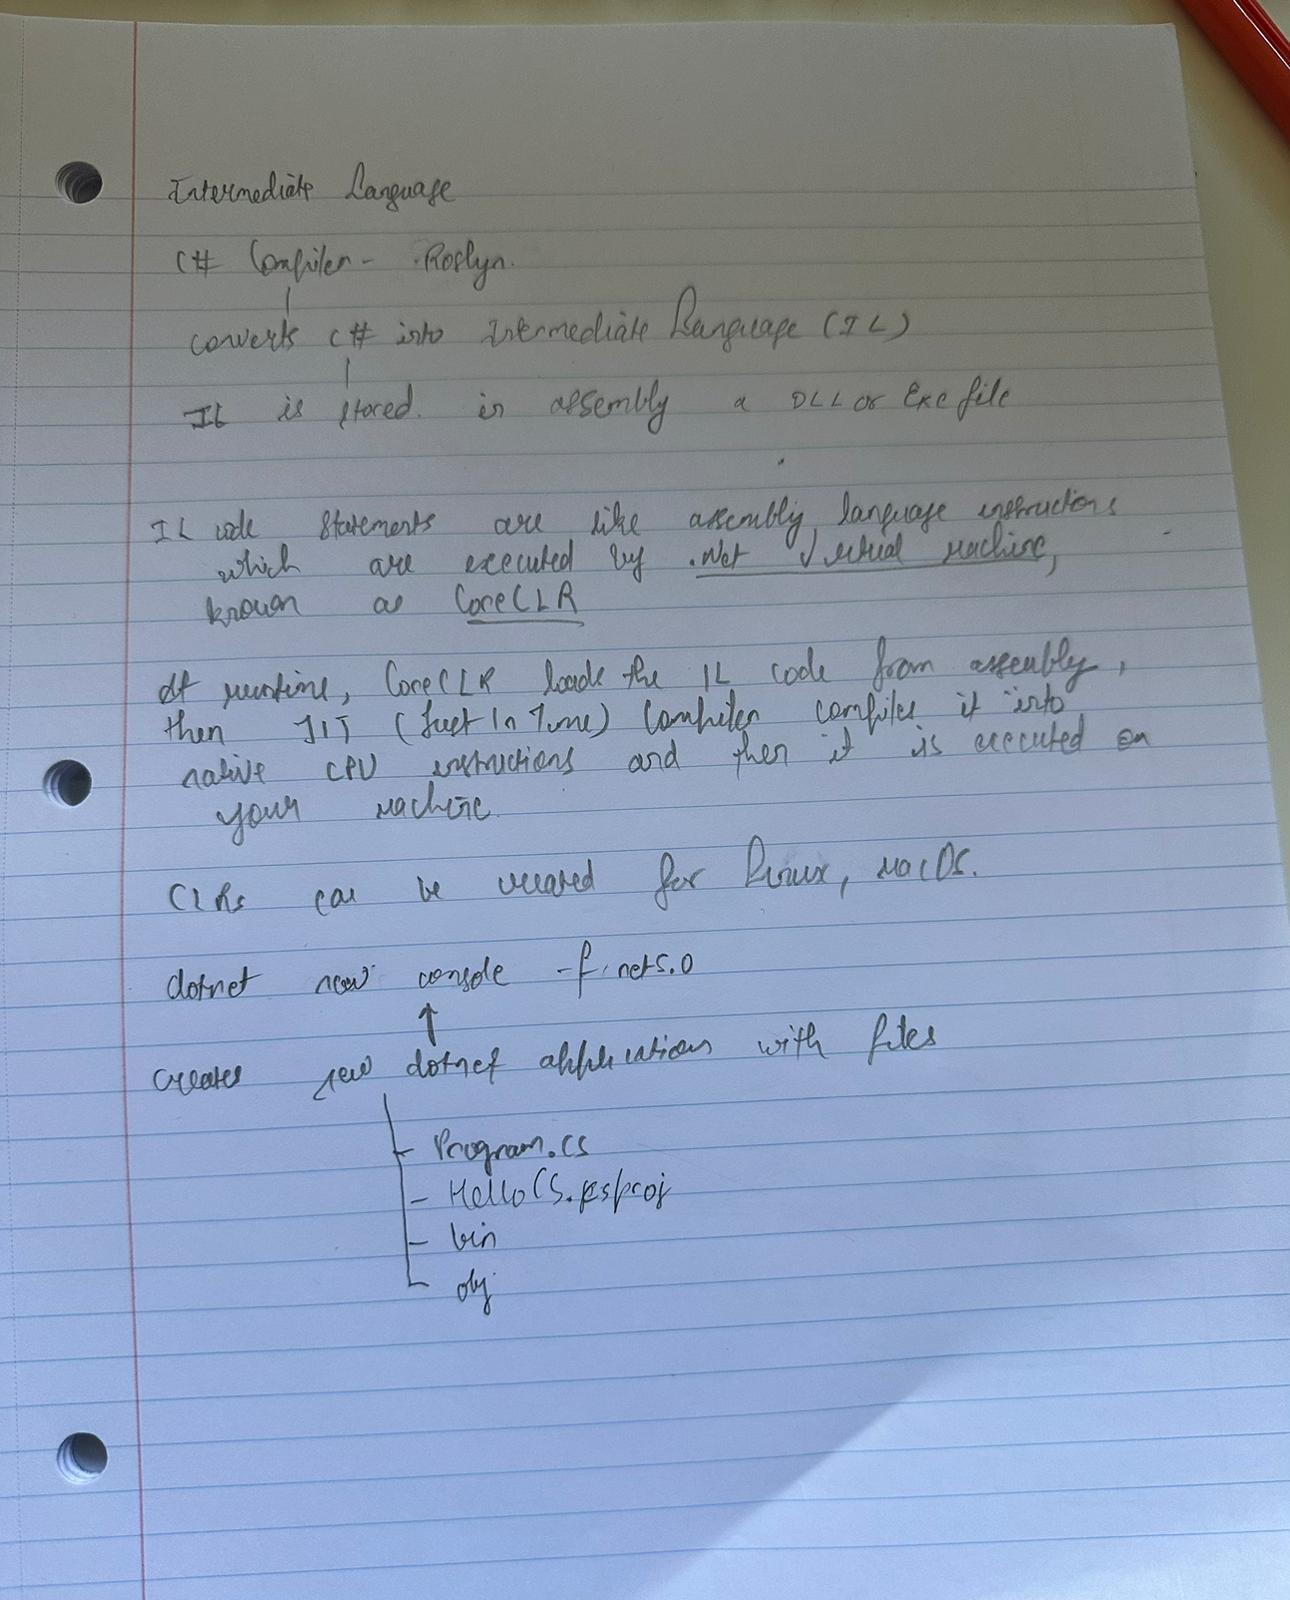 Intermediate Language
C# Compiler - Roslyn.
converts C# into Intermediate Language (IL)
IL is stored. in assembly a DLL or Exe file
IL code statements are like assembly language instructions
which are executed by .Net Virtual Machine,
known as CoreCLR
At runtime, CoreCLR loads the IL code from assembly,
then JIT (Just In Time) Compiler compiles it into
native CPU instructions and then it is executed on
your machine.
CLRs can be created for Linux, MacOS.
dotnet new console -f net5.0
↑
creates new dotnet applications with files
Program.cs
HelloCS.csproj
bin
obj